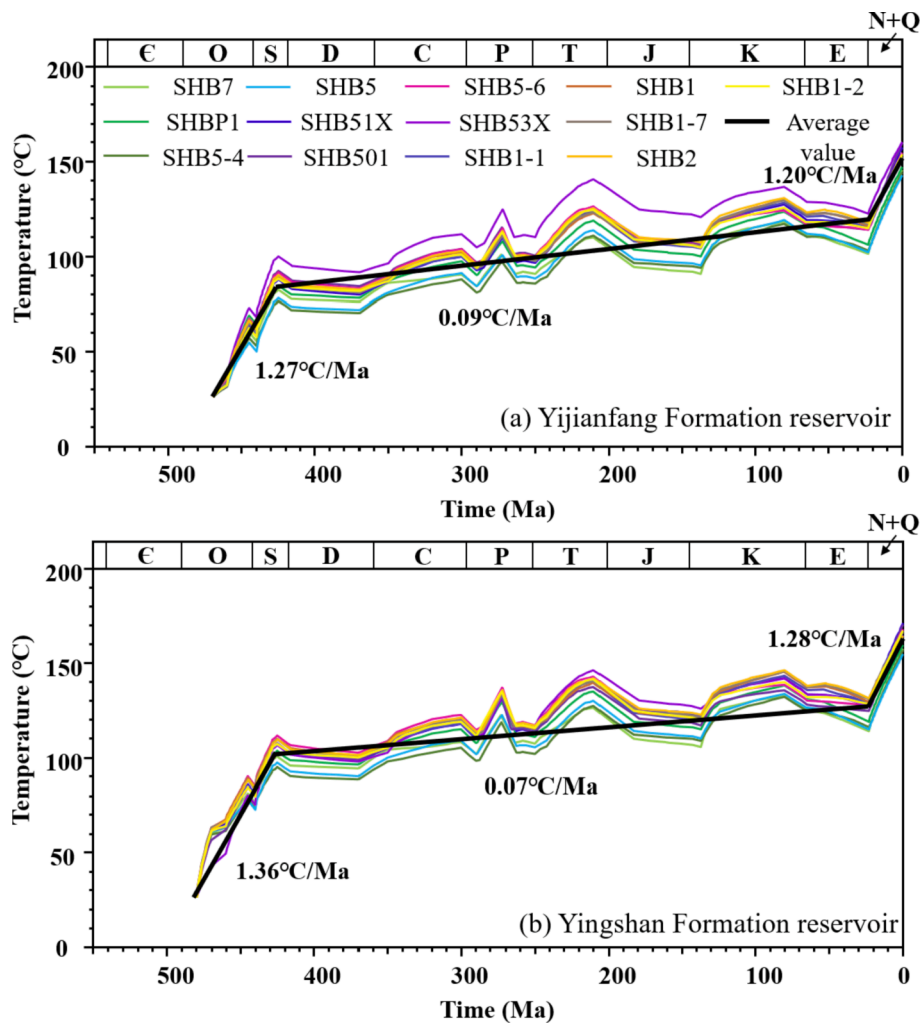 N+Q
Є O S D C P T J K E
200
SHB7 SHB5 SHB5-6 SHB1 SHB1-2
SHBP1 SHB51X SHB53X SHB1-7 Average
SHB5-4 SHB501 SHB1-1 SHB2 value
150
1.20°C/Ma
Temperature (°C)
100
0.09°C/Ma
50
1.27°C/Ma
(a) Yijianfang Formation reservoir
0
500 400 300 200 100 0
Time (Ma)
N+Q
Є O S D C P T J K E
200
1.28°C/Ma
150
Temperature (°C)
100
0.07°C/Ma
50
1.36°C/Ma
(b) Yingshan Formation reservoir
0
500 400 300 200 100 0
Time (Ma)